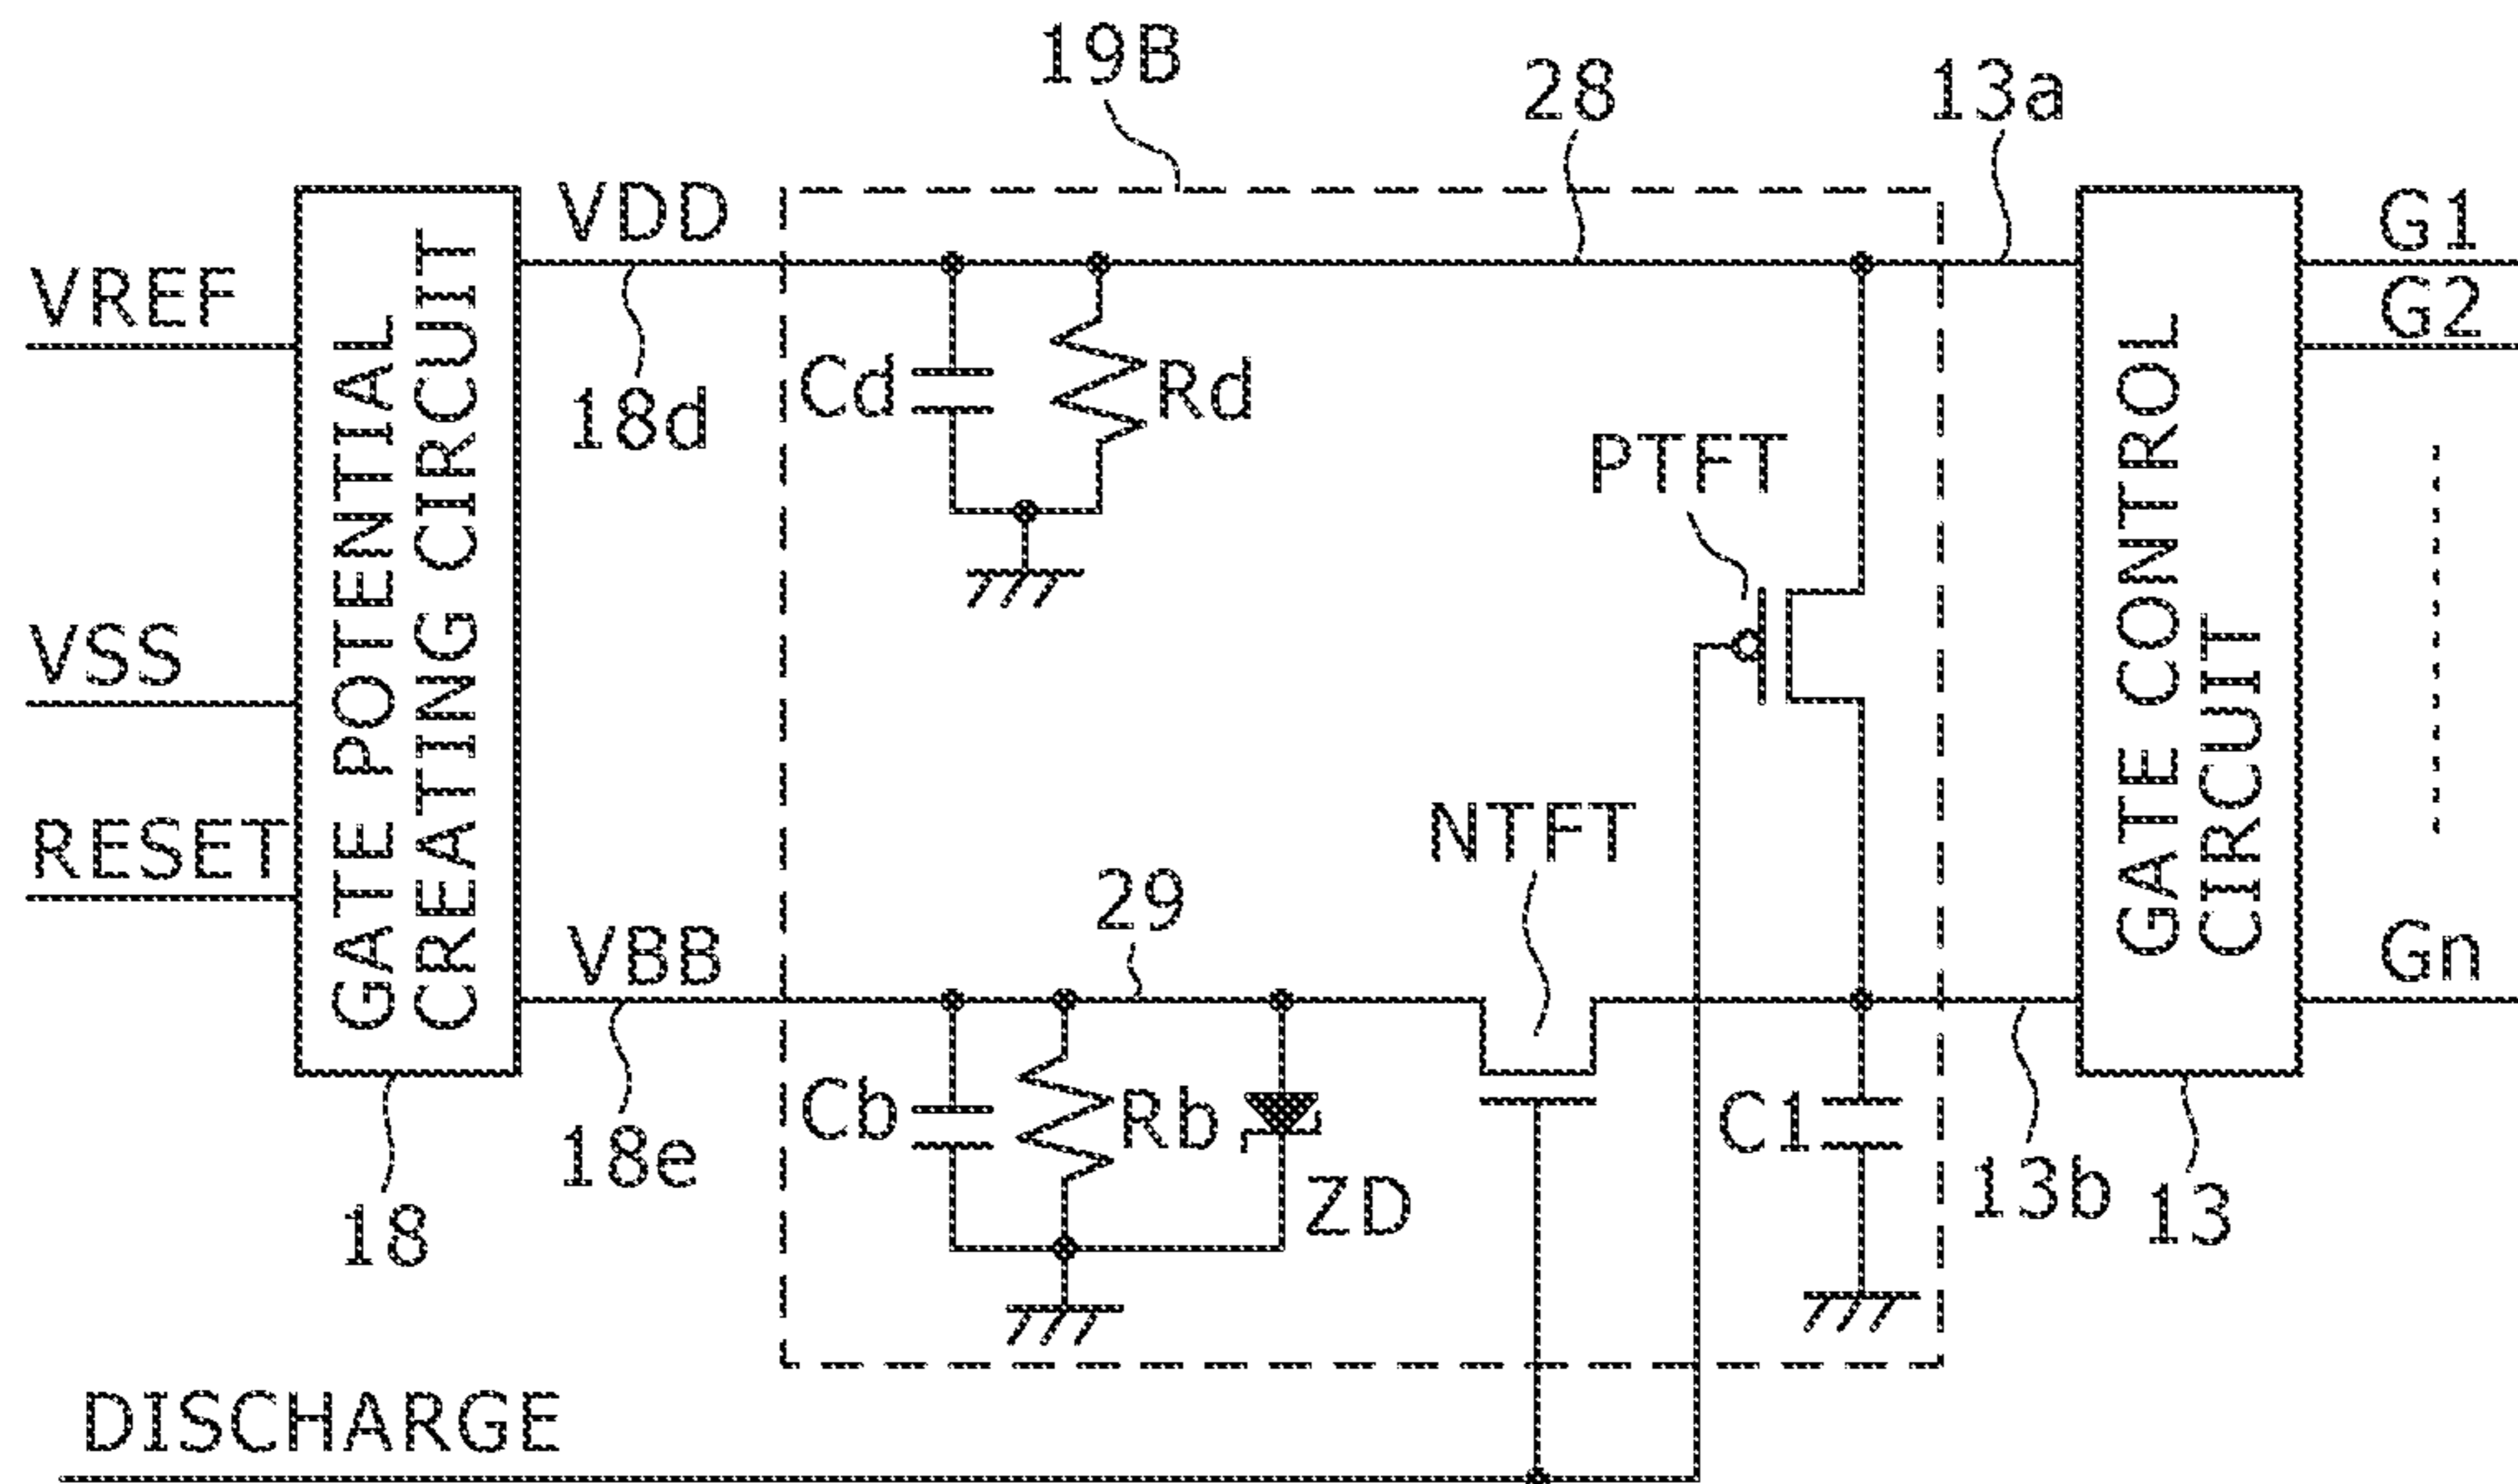 19B
28
13a
VDD
G1
VREF
G2
18d
Cd
Rd
PTFT
VSS
GATE POTENTIAL
CREATING CIRCUIT
GATE CONTROL
CIRCUIT
NTFT
RESET
29
VBB
Gn
Cb
Rb
C1
18e
ZD
13b
13
18
DISCHARGE